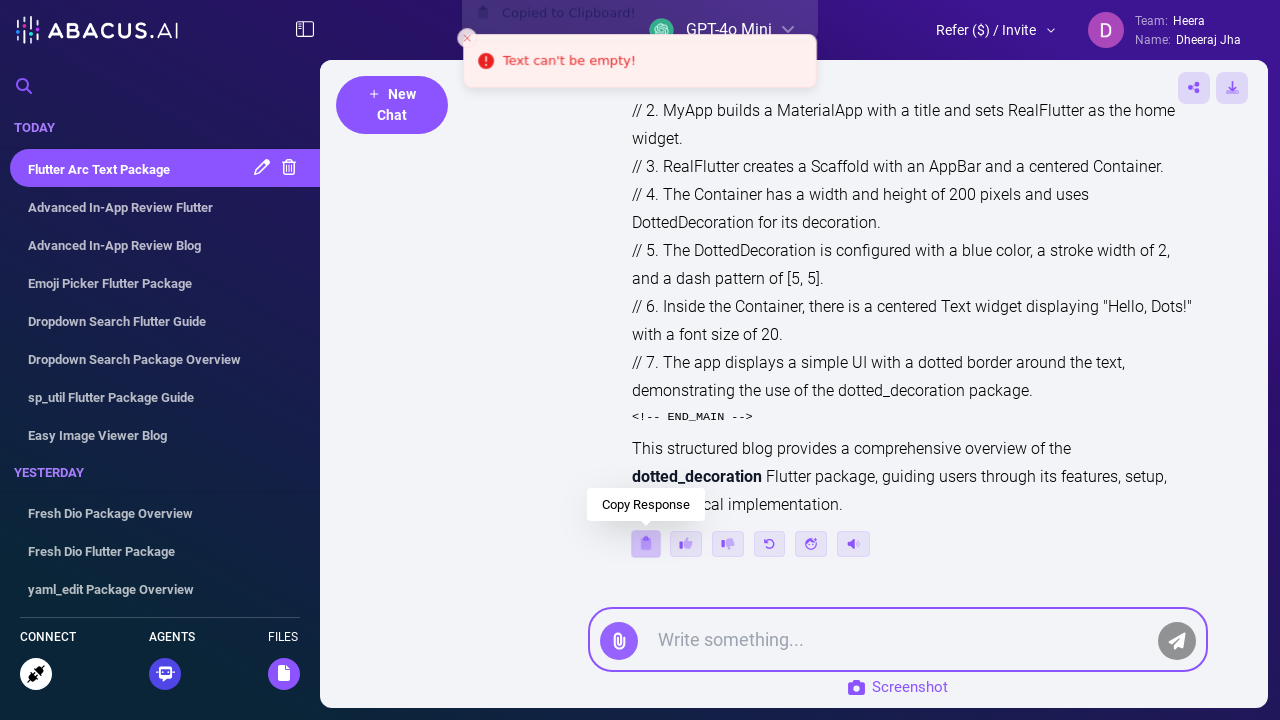 ABACUS.AI
Copied to Clipboard!
GPT-4o Mini
Text can't be empty!
Refer ($) / Invite
D
Team: Heera
Name: Dheeraj Jha
TODAY
Flutter Arc Text Package
Advanced In-App Review Flutter
Advanced In-App Review Blog
Emoji Picker Flutter Package
Dropdown Search Flutter Guide
Dropdown Search Package Overview
sp_util Flutter Package Guide
Easy Image Viewer Blog
YESTERDAY
Fresh Dio Package Overview
Fresh Dio Flutter Package
yaml_edit Package Overview
CONNECT
AGENTS
FILES
+ New
Chat
// 2. MyApp builds a MaterialApp with a title and sets RealFlutter as the home
widget.
// 3. RealFlutter creates a Scaffold with an AppBar and a centered Container.
// 4. The Container has a width and height of 200 pixels and uses
DottedDecoration for its decoration.
// 5. The DottedDecoration is configured with a blue color, a stroke width of 2,
and a dash pattern of [5, 5].
// 6. Inside the Container, there is a centered Text widget displaying "Hello, Dots!"
with a font size of 20.
// 7. The app displays a simple UI with a dotted border around the text,
demonstrating the use of the dotted_decoration package.
<!-- END_MAIN -->
This structured blog provides a comprehensive overview of the
dotted_decoration Flutter package, guiding users through its features, setup,
cal implementation.
Copy Response
Write something...
Screenshot